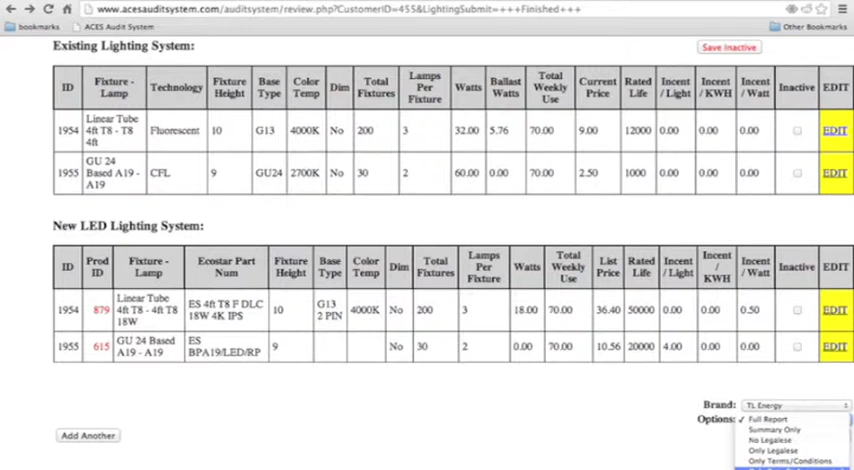 www.acesauditsystem.com/auditsystem/review.php?CustomerID=455&LightingSubmit=+++Finished+++
bookmarks ACES Audit System Other Bookmarks
Existing Lighting System: Save Inactive
ID Fixture - Lamp Technology Fixture Height Base Type Color Temp Dim Total Fixtures Lamps Per Fixture Watts Ballast Watts Total Weekly Use Current Price Rated Life Incent / Light Incent / KWH Incent / Watt Inactive EDIT
1954 Linear Tube 4ft T8 - T8 4ft Fluorescent 10 G13 4000K No 200 3 32.00 5.76 70.00 9.00 12000 0.00 0.00 0.00 EDIT
1955 GU 24 Based A19 - A19 CFL 9 GU24 2700K No 30 2 60.00 0.00 70.00 2.50 1000 0.00 0.00 0.00 EDIT
New LED Lighting System:
ID Prod ID Fixture - Lamp Ecostar Part Num Fixture Height Base Type Color Temp Dim Total Fixtures Lamps Per Fixture Watts Total Weekly Use List Price Rated Life Incent / Light Incent / KWH Incent / Watt Inactive EDIT
1954 879 Linear Tube 4ft T8 - 4ft T8 18W ES 4ft T8 F DLC 18W 4K IPS 10 G13 2 PIN 4000K No 200 3 18.00 70.00 36.40 50000 0.00 0.00 0.50 EDIT
1955 615 GU 24 Based A19 - A19 ES BPA19/LED/RP 9 No 30 2 0.00 70.00 10.56 20000 4.00 0.00 0.00 EDIT
Brand: TL Energy
Options: ✓ Full Report
Summary Only
No Legalese
Only Legalese
Only Terms/Conditions
Add Another